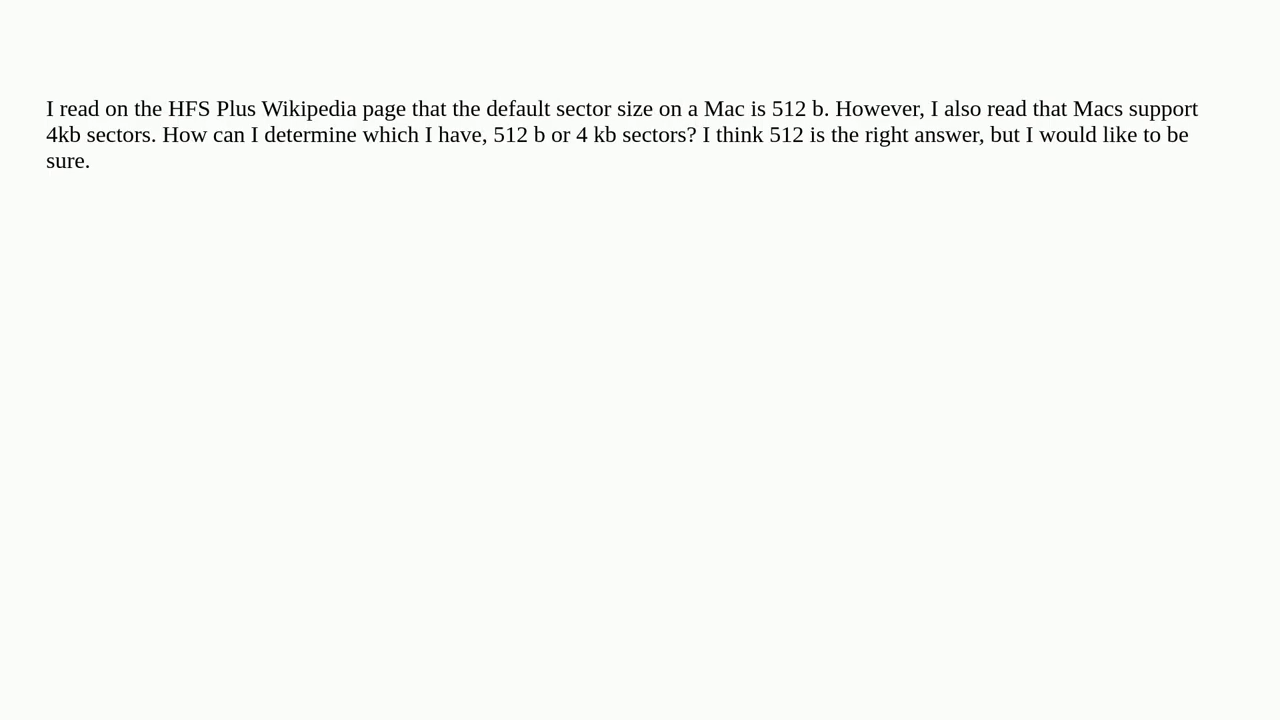 I read on the HFS Plus Wikipedia page that the default sector size on a Mac is 512 b. However, I also read that Macs support
4kb sectors. How can I determine which I have, 512 b or 4 kb sectors? I think 512 is the right answer, but I would like to be
sure.